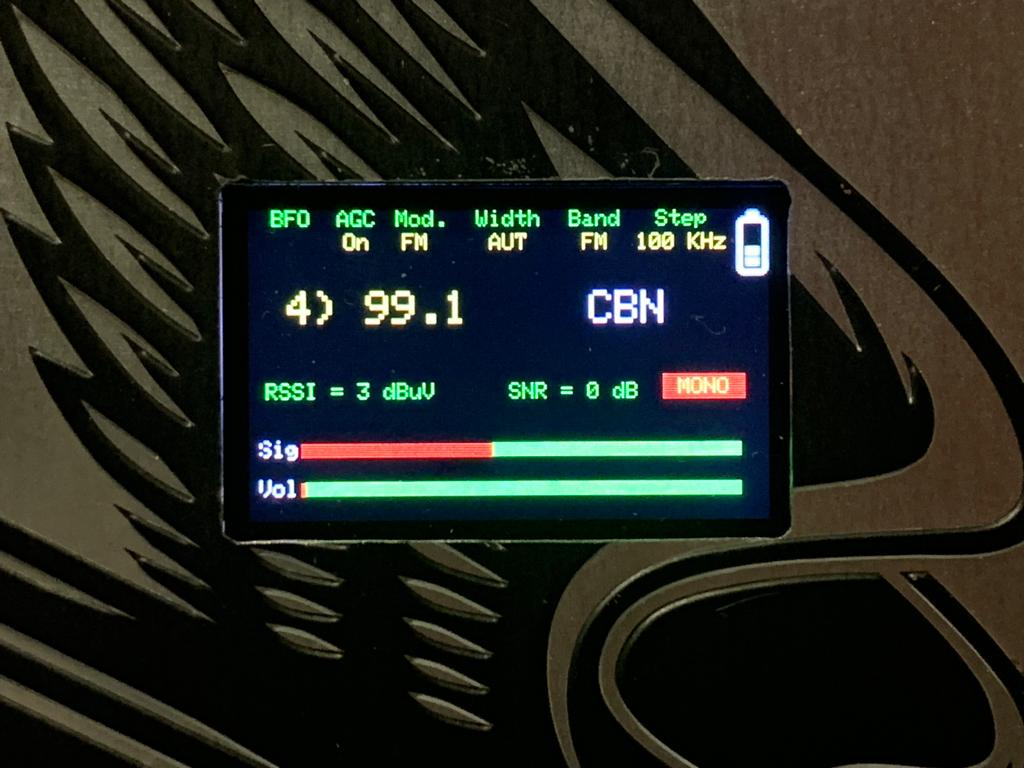 BFO AGC Mod. Width Band Step
On FM AUT FM 100 KHz
4) 99.1 CBN
RSSI = 3 dBuV SNR = 0 dB MONO
Sig
Vol